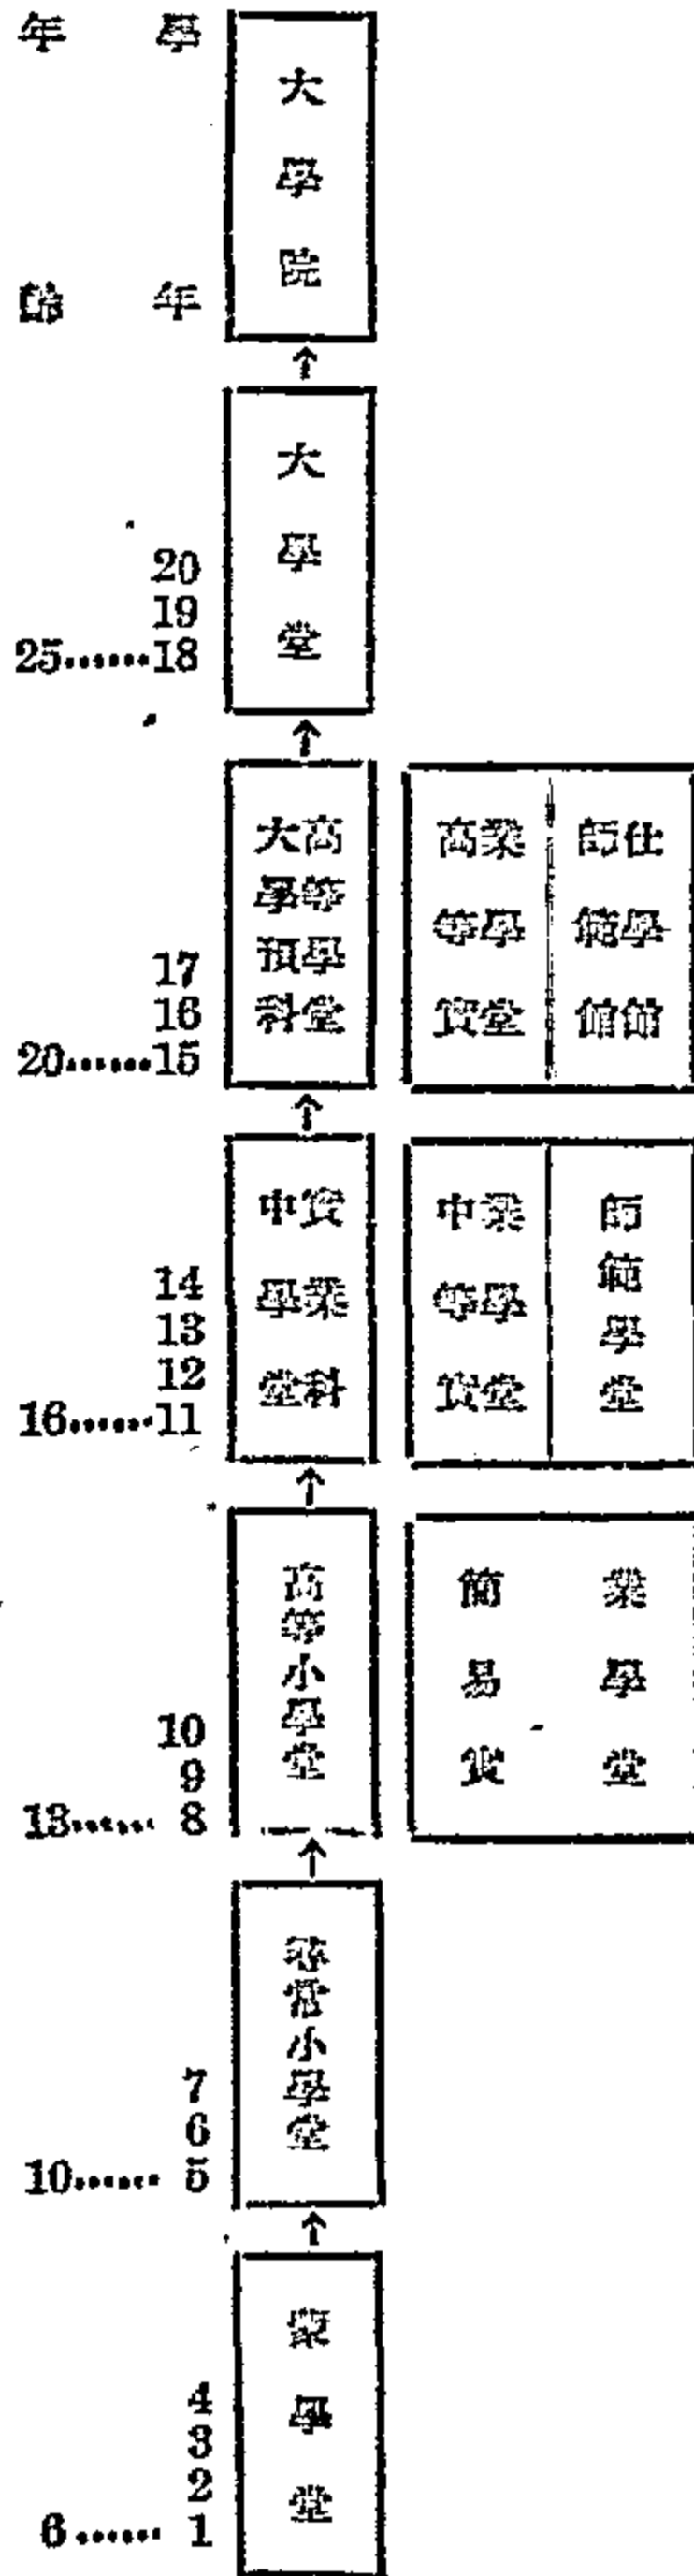 學年
年齡
大學院
大學堂
20
19
25......18
高等學堂
大學預科
17
16
20......15
高等實
業學堂
仕學館
師範館
中學堂
實業科
14
13
12
16......11
中等實
業學堂
師範學堂
高等小學堂
10
9
13...... 8
簡易實
業學堂
尋常小學堂
7
6
10...... 5
蒙學堂
4
3
2
6...... 1